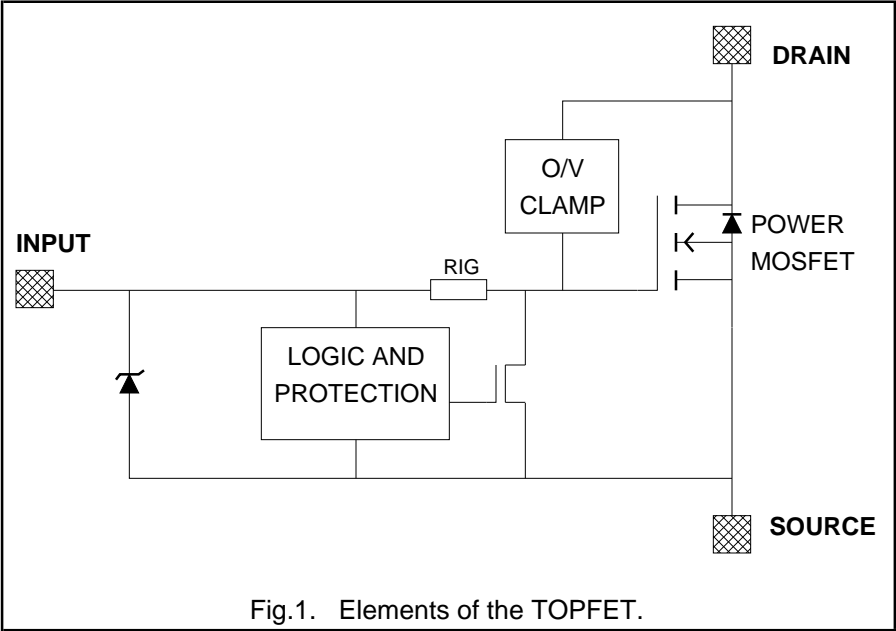 DRAIN
O/V
CLAMP
POWER
MOSFET
INPUT
RIG
LOGIC AND
PROTECTION
SOURCE
Fig.1. Elements of the TOPFET.